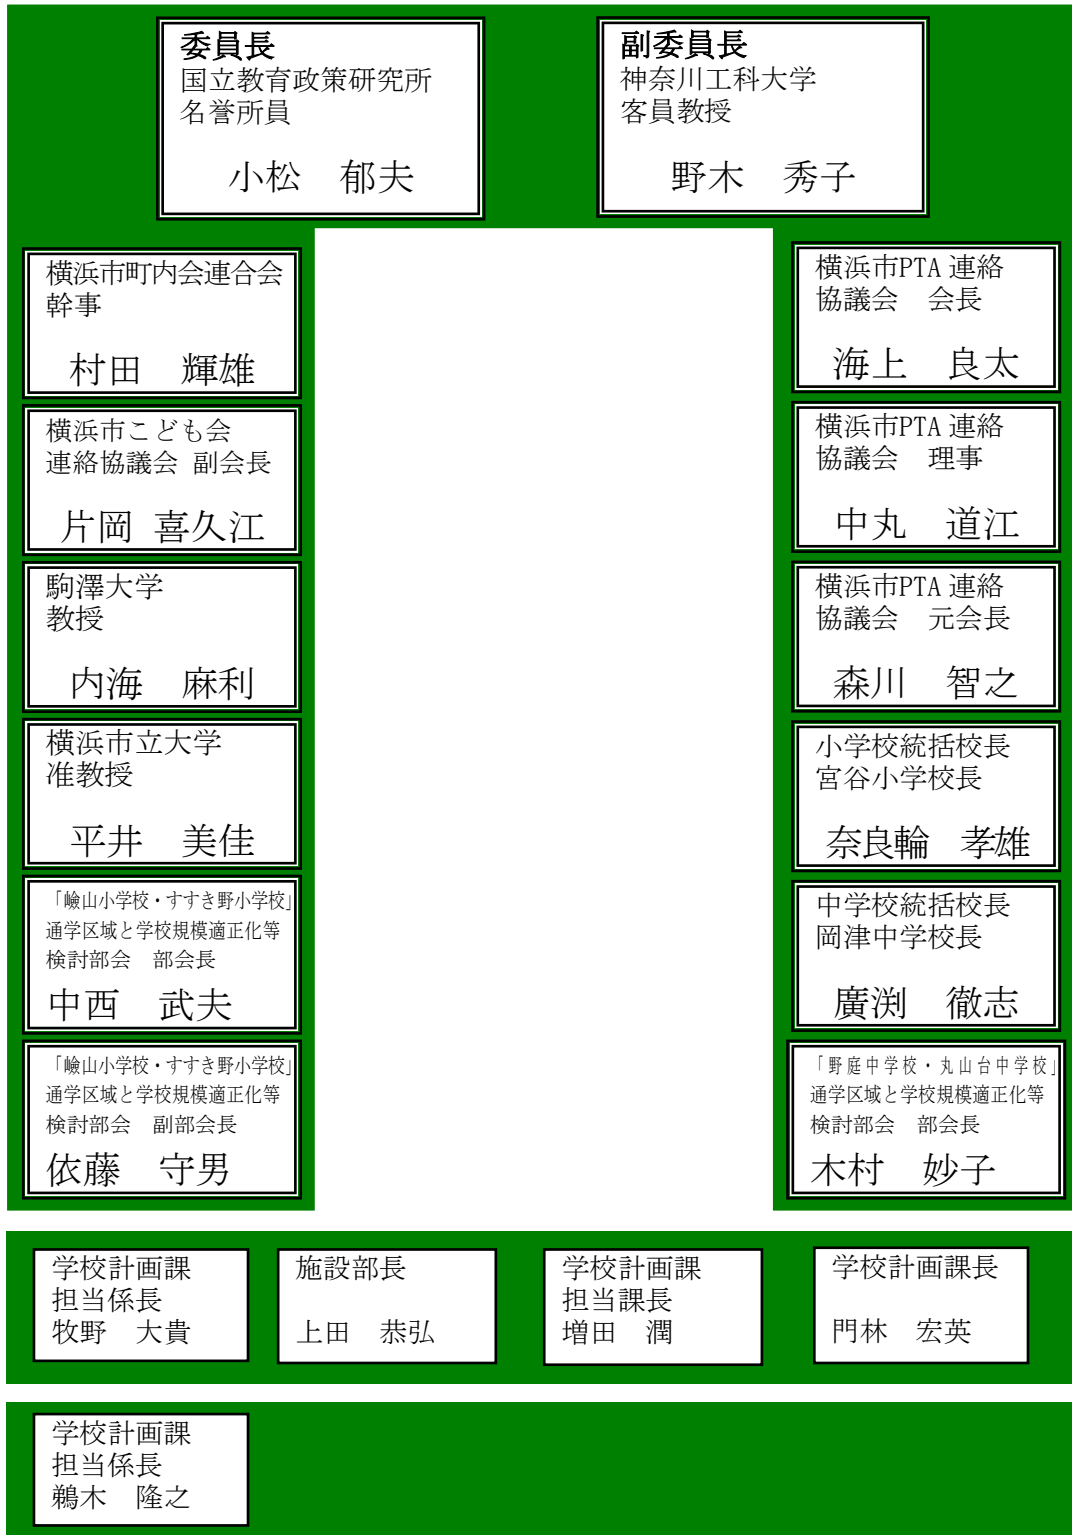 委員長
国立教育政策研究所
名誉所員
小松　郁夫
副委員長
神奈川工科大学
客員教授
野木　秀子
横浜市町内会連合会
幹事
村田　輝雄
横浜市こども会
連絡協議会 副会長
片岡 喜久江
駒澤大学
教授
内海　麻利
横浜市立大学
准教授
平井　美佳
「嶮山小学校・すすき野小学校」
通学区域と学校規模適正化等
検討部会　部会長
中西　武夫
「嶮山小学校・すすき野小学校」
通学区域と学校規模適正化等
検討部会　副部会長
依藤　守男
横浜市PTA 連絡
協議会　会長
海上　良太
横浜市PTA 連絡
協議会　理事
中丸　道江
横浜市PTA 連絡
協議会　元会長
森川　智之
小学校統括校長
宮谷小学校長
奈良輪　孝雄
中学校統括校長
岡津中学校長
廣渕　徹志
「野庭中学校・丸山台中学校」
通学区域と学校規模適正化等
検討部会　部会長
木村　妙子
学校計画課
担当係長
牧野　大貴
施設部長
上田　恭弘
学校計画課
担当課長
増田　潤
学校計画課長
門林　宏英
学校計画課
担当係長
鵜木　隆之